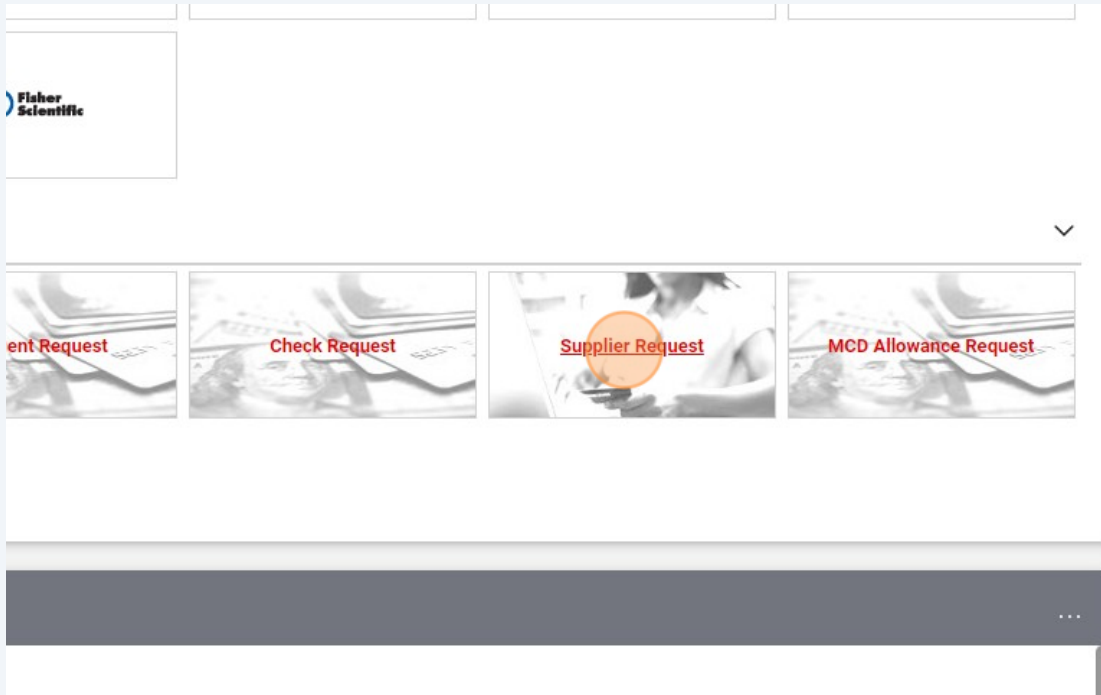 Fisher
Scientific
ent Request
Check Request
Supplier Request
MCD Allowance Request
...